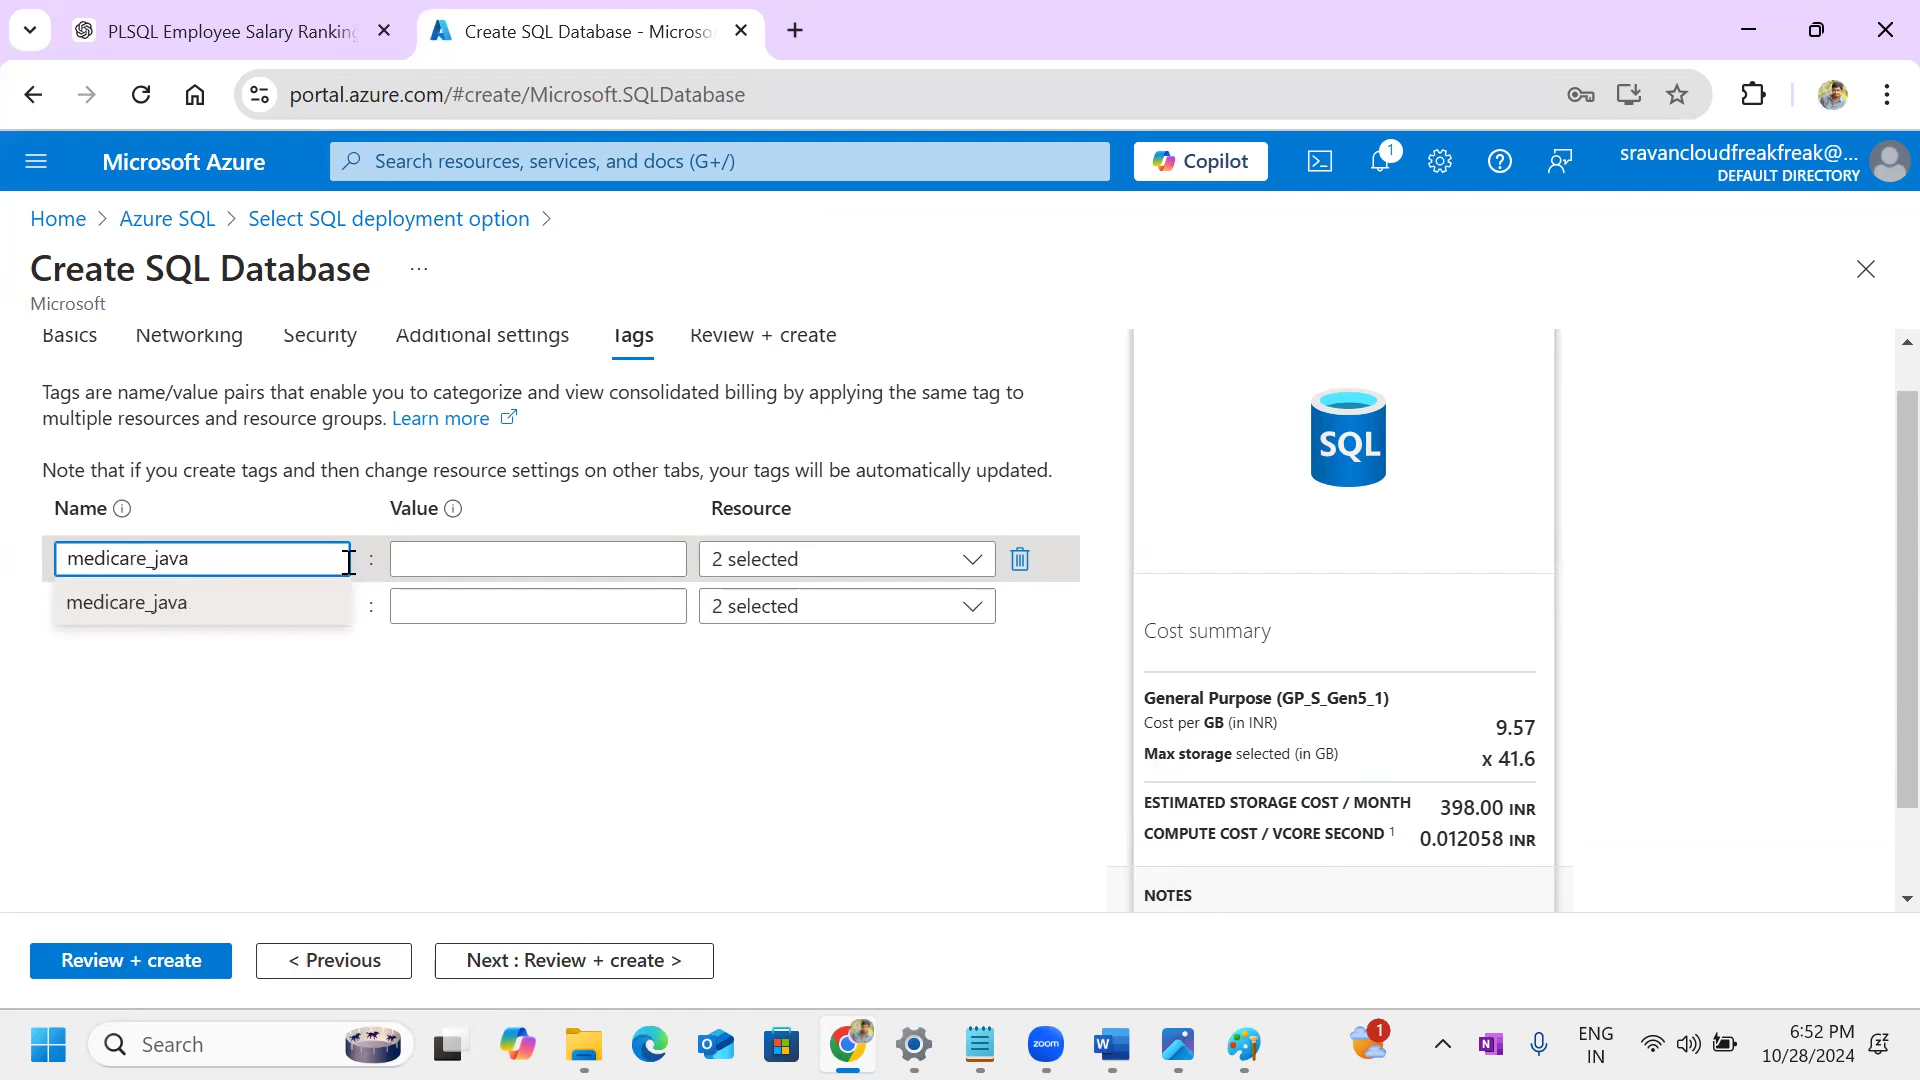 PLSQL Employee Salary Ranking
Create SQL Database - Microso
portal.azure.com/#create/Microsoft.SQLDatabase
Microsoft Azure
Search resources, services, and docs (G+/)
Copilot
1
sravancloudfreakfreak@...
DEFAULT DIRECTORY
Home > Azure SQL > Select SQL deployment option >
Create SQL Database ...
Microsoft
Basics Networking Security Additional settings Tags Review + create
Tags are name/value pairs that enable you to categorize and view consolidated billing by applying the same tag to
multiple resources and resource groups. Learn more
Note that if you create tags and then change resource settings on other tabs, your tags will be automatically updated.
Name Value Resource
medicare_java : 2 selected
medicare_java : 2 selected
SQL
Cost summary
General Purpose (GP_S_Gen5_1)
Cost per GB (in INR) 9.57
Max storage selected (in GB) x 41.6
ESTIMATED STORAGE COST / MONTH 398.00 INR
COMPUTE COST / VCORE SECOND 1 0.012058 INR
NOTES
Review + create
< Previous
Next : Review + create >
Search
zoom
1
ENG
IN
6:52 PM
10/28/2024